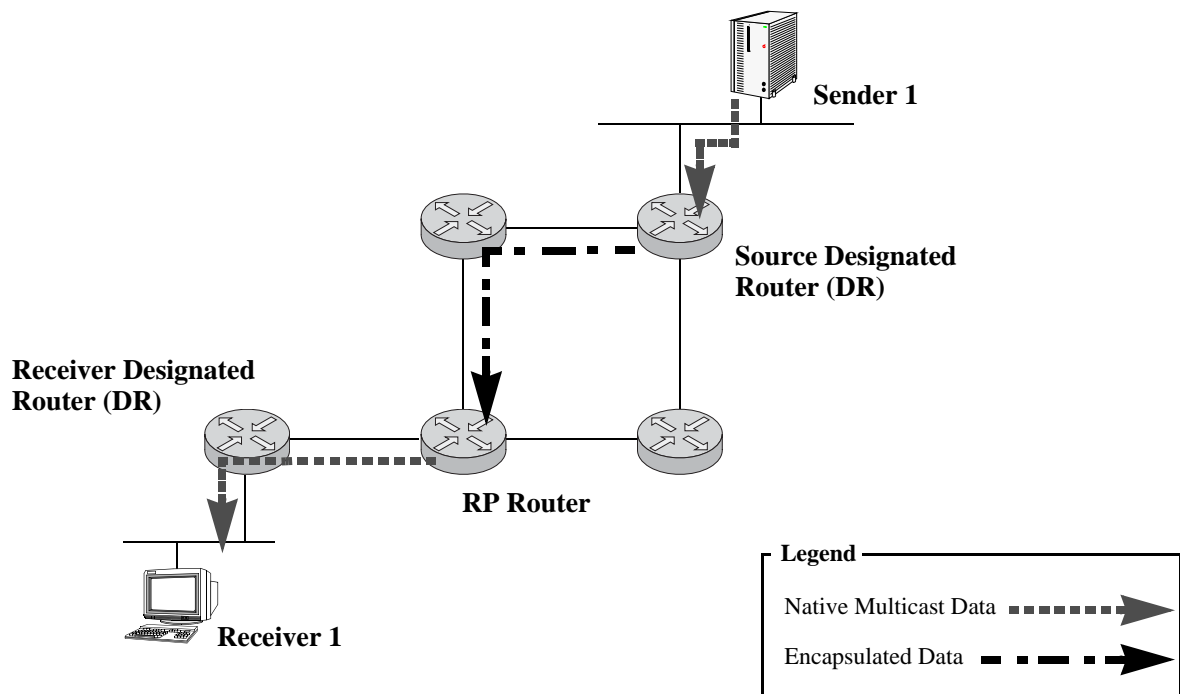 Sender 1
Source Designated
Router (DR)
Receiver Designated
Router (DR)
RP Router
Receiver 1
Legend
Native Multicast Data
Encapsulated Data